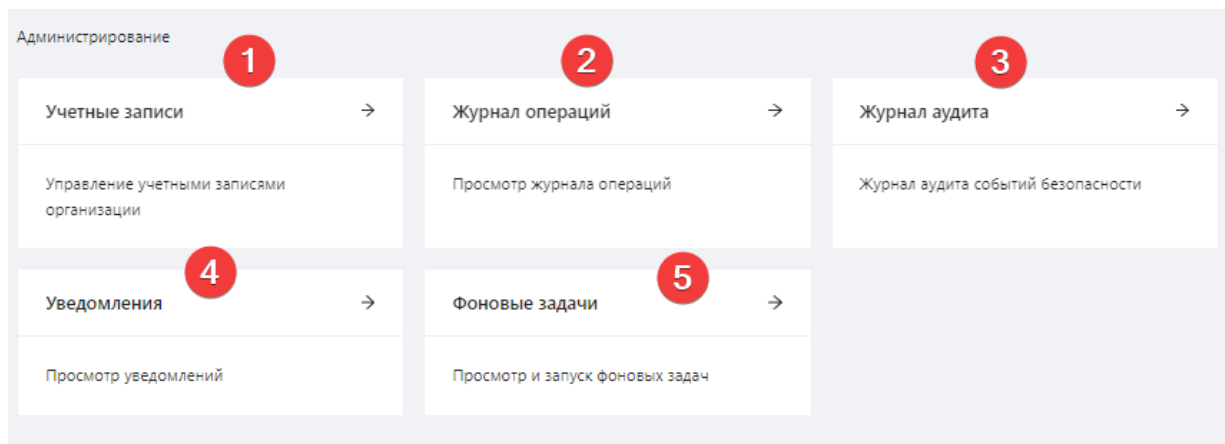 Администрирование
1
2
3
Учетные записи →
Журнал операций →
Журнал аудита →
Управление учетными записями
организации
Просмотр журнала операций
Журнал аудита событий безопасности
4
5
Уведомления →
Фоновые задачи →
Просмотр уведомлений
Просмотр и запуск фоновых задач